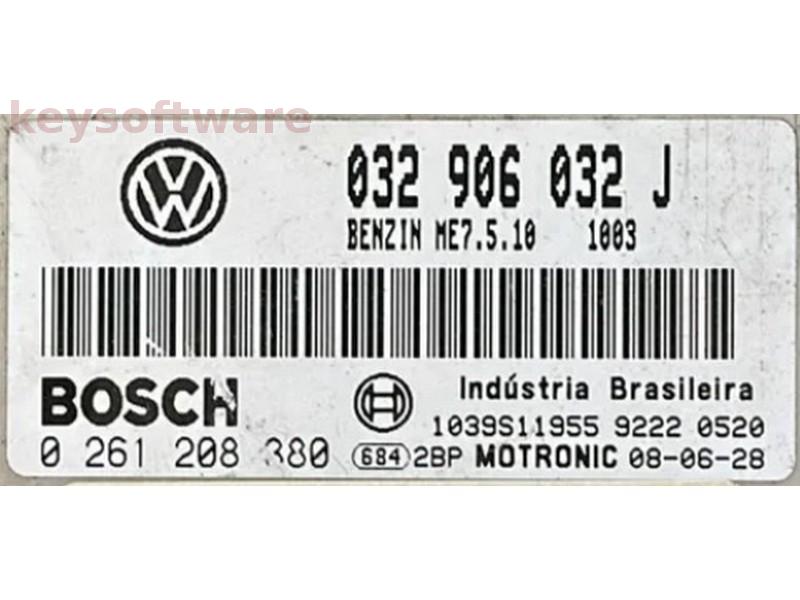 keysoftware
032 906 032 J
BENZIN ME7.5.10 1003
BOSCH
Indústria Brasileira
1039S11955 9222 0520
0 261 208 380 684 2BP MOTRONIC 08-06-28